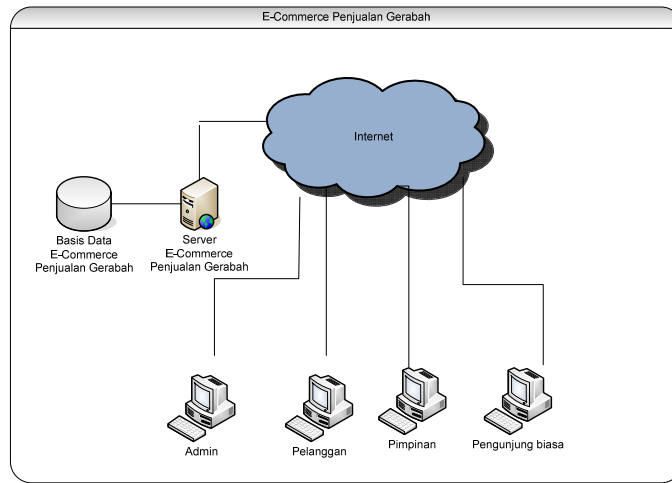 E-Commerce Penjualan Gerabah
Internet
Basis Data
E-Commerce
Penjualan Gerabah
Server
E-Commerce
Penjualan Gerabah
Admin
Pelanggan
Pimpinan
Pengunjung biasa